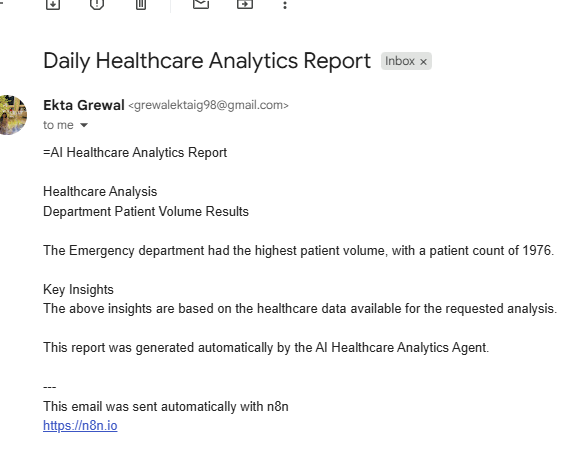 Daily Healthcare Analytics Report Inbox ×
Ekta Grewal <grewalektaig98@gmail.com>
to me
=AI Healthcare Analytics Report
Healthcare Analysis
Department Patient Volume Results
The Emergency department had the highest patient volume, with a patient count of 1976.
Key Insights
The above insights are based on the healthcare data available for the requested analysis.
This report was generated automatically by the AI Healthcare Analytics Agent.
---
This email was sent automatically with n8n
https://n8n.io